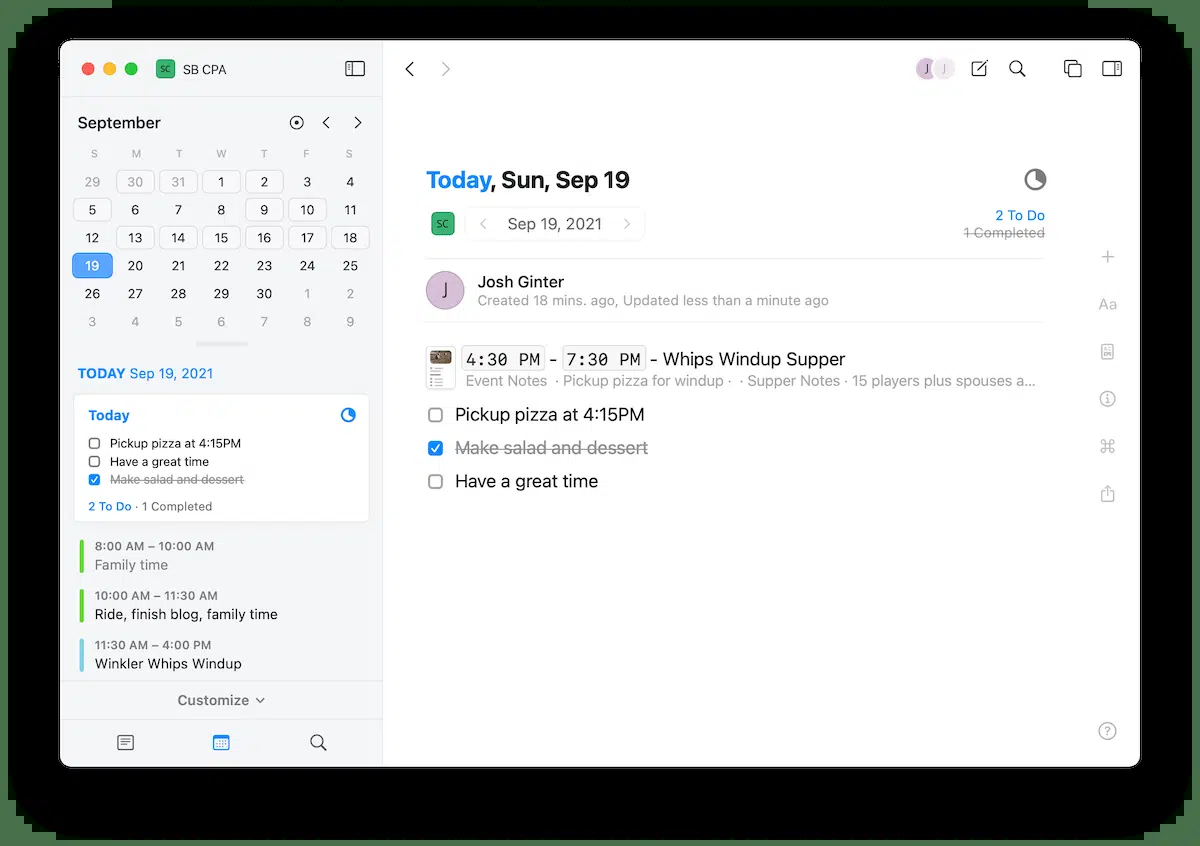 SC SB CPA
September
S M T W T F S
29 30 31 1 2 3 4
5 6 7 8 9 10 11
12 13 14 15 16 17 18
19 20 21 22 23 24 25
26 27 28 29 30 1 2
3 4 5 6 7 8 9
TODAY Sep 19, 2021
Today
Pickup pizza at 4:15PM
Have a great time
Make salad and dessert
2 To Do · 1 Completed
8:00 AM – 10:00 AM
Family time
10:00 AM – 11:30 AM
Ride, finish blog, family time
11:30 AM – 4:00 PM
Winkler Whips Windup
Customize
J J
Today, Sun, Sep 19
SC Sep 19, 2021
2 To Do
1 Completed
J
Josh Ginter
Created 18 mins. ago, Updated less than a minute ago
4:30 PM - 7:30 PM - Whips Windup Supper
Event Notes · Pickup pizza for windup · · Supper Notes · 15 players plus spouses a...
Pickup pizza at 4:15PM
Make salad and dessert
Have a great time
Aa
?